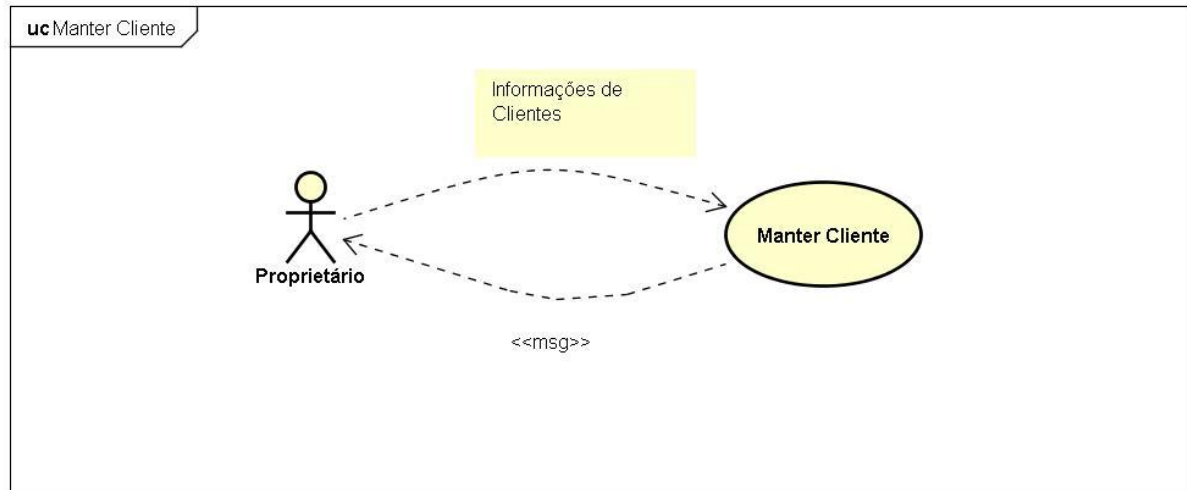 uc Manter Cliente
Informações de
Clientes
Manter Cliente
Proprietário
<<msg>>